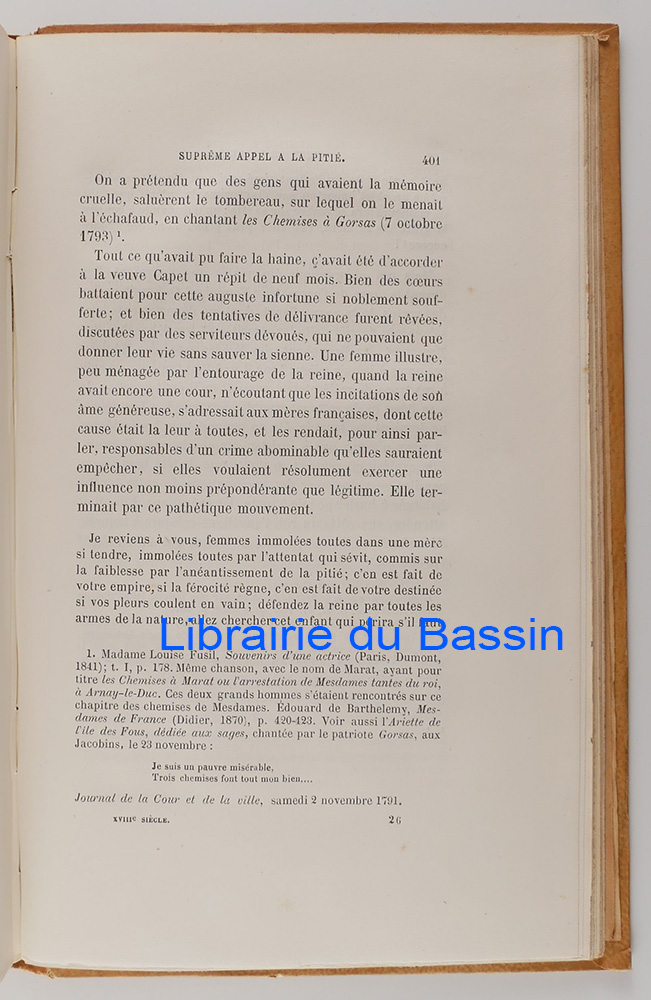 SUPRÊME APPEL A LA PITIÉ. 401
On a prétendu que des gens qui avaient la mémoire
cruelle, saluèrent le tombereau, sur lequel on le menait
à l'échafaud, en chantant les Chemises à Gorsas (7 octobre
1793) ¹.
Tout ce qu'avait pu faire la haine, ç'avait été d'accorder
à la veuve Capet un répit de neuf mois. Bien des cœurs
battaient pour cette auguste infortune si noblement souf-
ferte; et bien des tentatives de délivrance furent rêvées,
discutées par des serviteurs dévoués, qui ne pouvaient que
donner leur vie sans sauver la sienne. Une femme illustre,
peu ménagée par l'entourage de la reine, quand la reine
avait encore une cour, n'écoutant que les incitations de son
âme généreuse, s'adressait aux mères françaises, dont cette
cause était la leur à toutes, et les rendait, pour ainsi par-
ler, responsables d'un crime abominable qu'elles sauraient
empêcher, si elles voulaient résolument exercer une
influence non moins prépondérante que légitime. Elle ter-
minait par ce pathétique mouvement.
Je reviens à vous, femmes immolées toutes dans une mère
si tendre, immolées toutes par l'attentat qui sévit, commis sur
la faiblesse par l'anéantissement de la pitié; c'en est fait de
votre empire, si la férocité règne, c'en est fait de votre destinée
si vos pleurs coulent en vain; défendez la reine par toutes les
armes de la nature, allez chercher cet enfant qui périra s'il faut
Librairie du Bassin
1. Madame Louise Fusil, Souvenirs d'une actrice (Paris, Dumont,
1841); t. I, p. 178. Même chanson, avec le nom de Marat, ayant pour
titre les Chemises à Marat ou l'arrestation de Mesdames tantes du roi,
à Arnay-le-Duc. Ces deux grands hommes s'étaient rencontrés sur ce
chapitre des chemises de Mesdames. Édouard de Barthelemy, Mes-
dames de France (Didier, 1870), p. 420-423. Voir aussi l'Ariette de
l'île des Fous, dédiée aux sages, chantée par le patriote Gorsas, aux
Jacobins, le 23 novembre :
Je suis un pauvre misérable,
Trois chemises font tout mon bien....
Journal de la Cour et de la ville, samedi 2 novembre 1791.
XVIIIᵉ SIÈCLE. 26